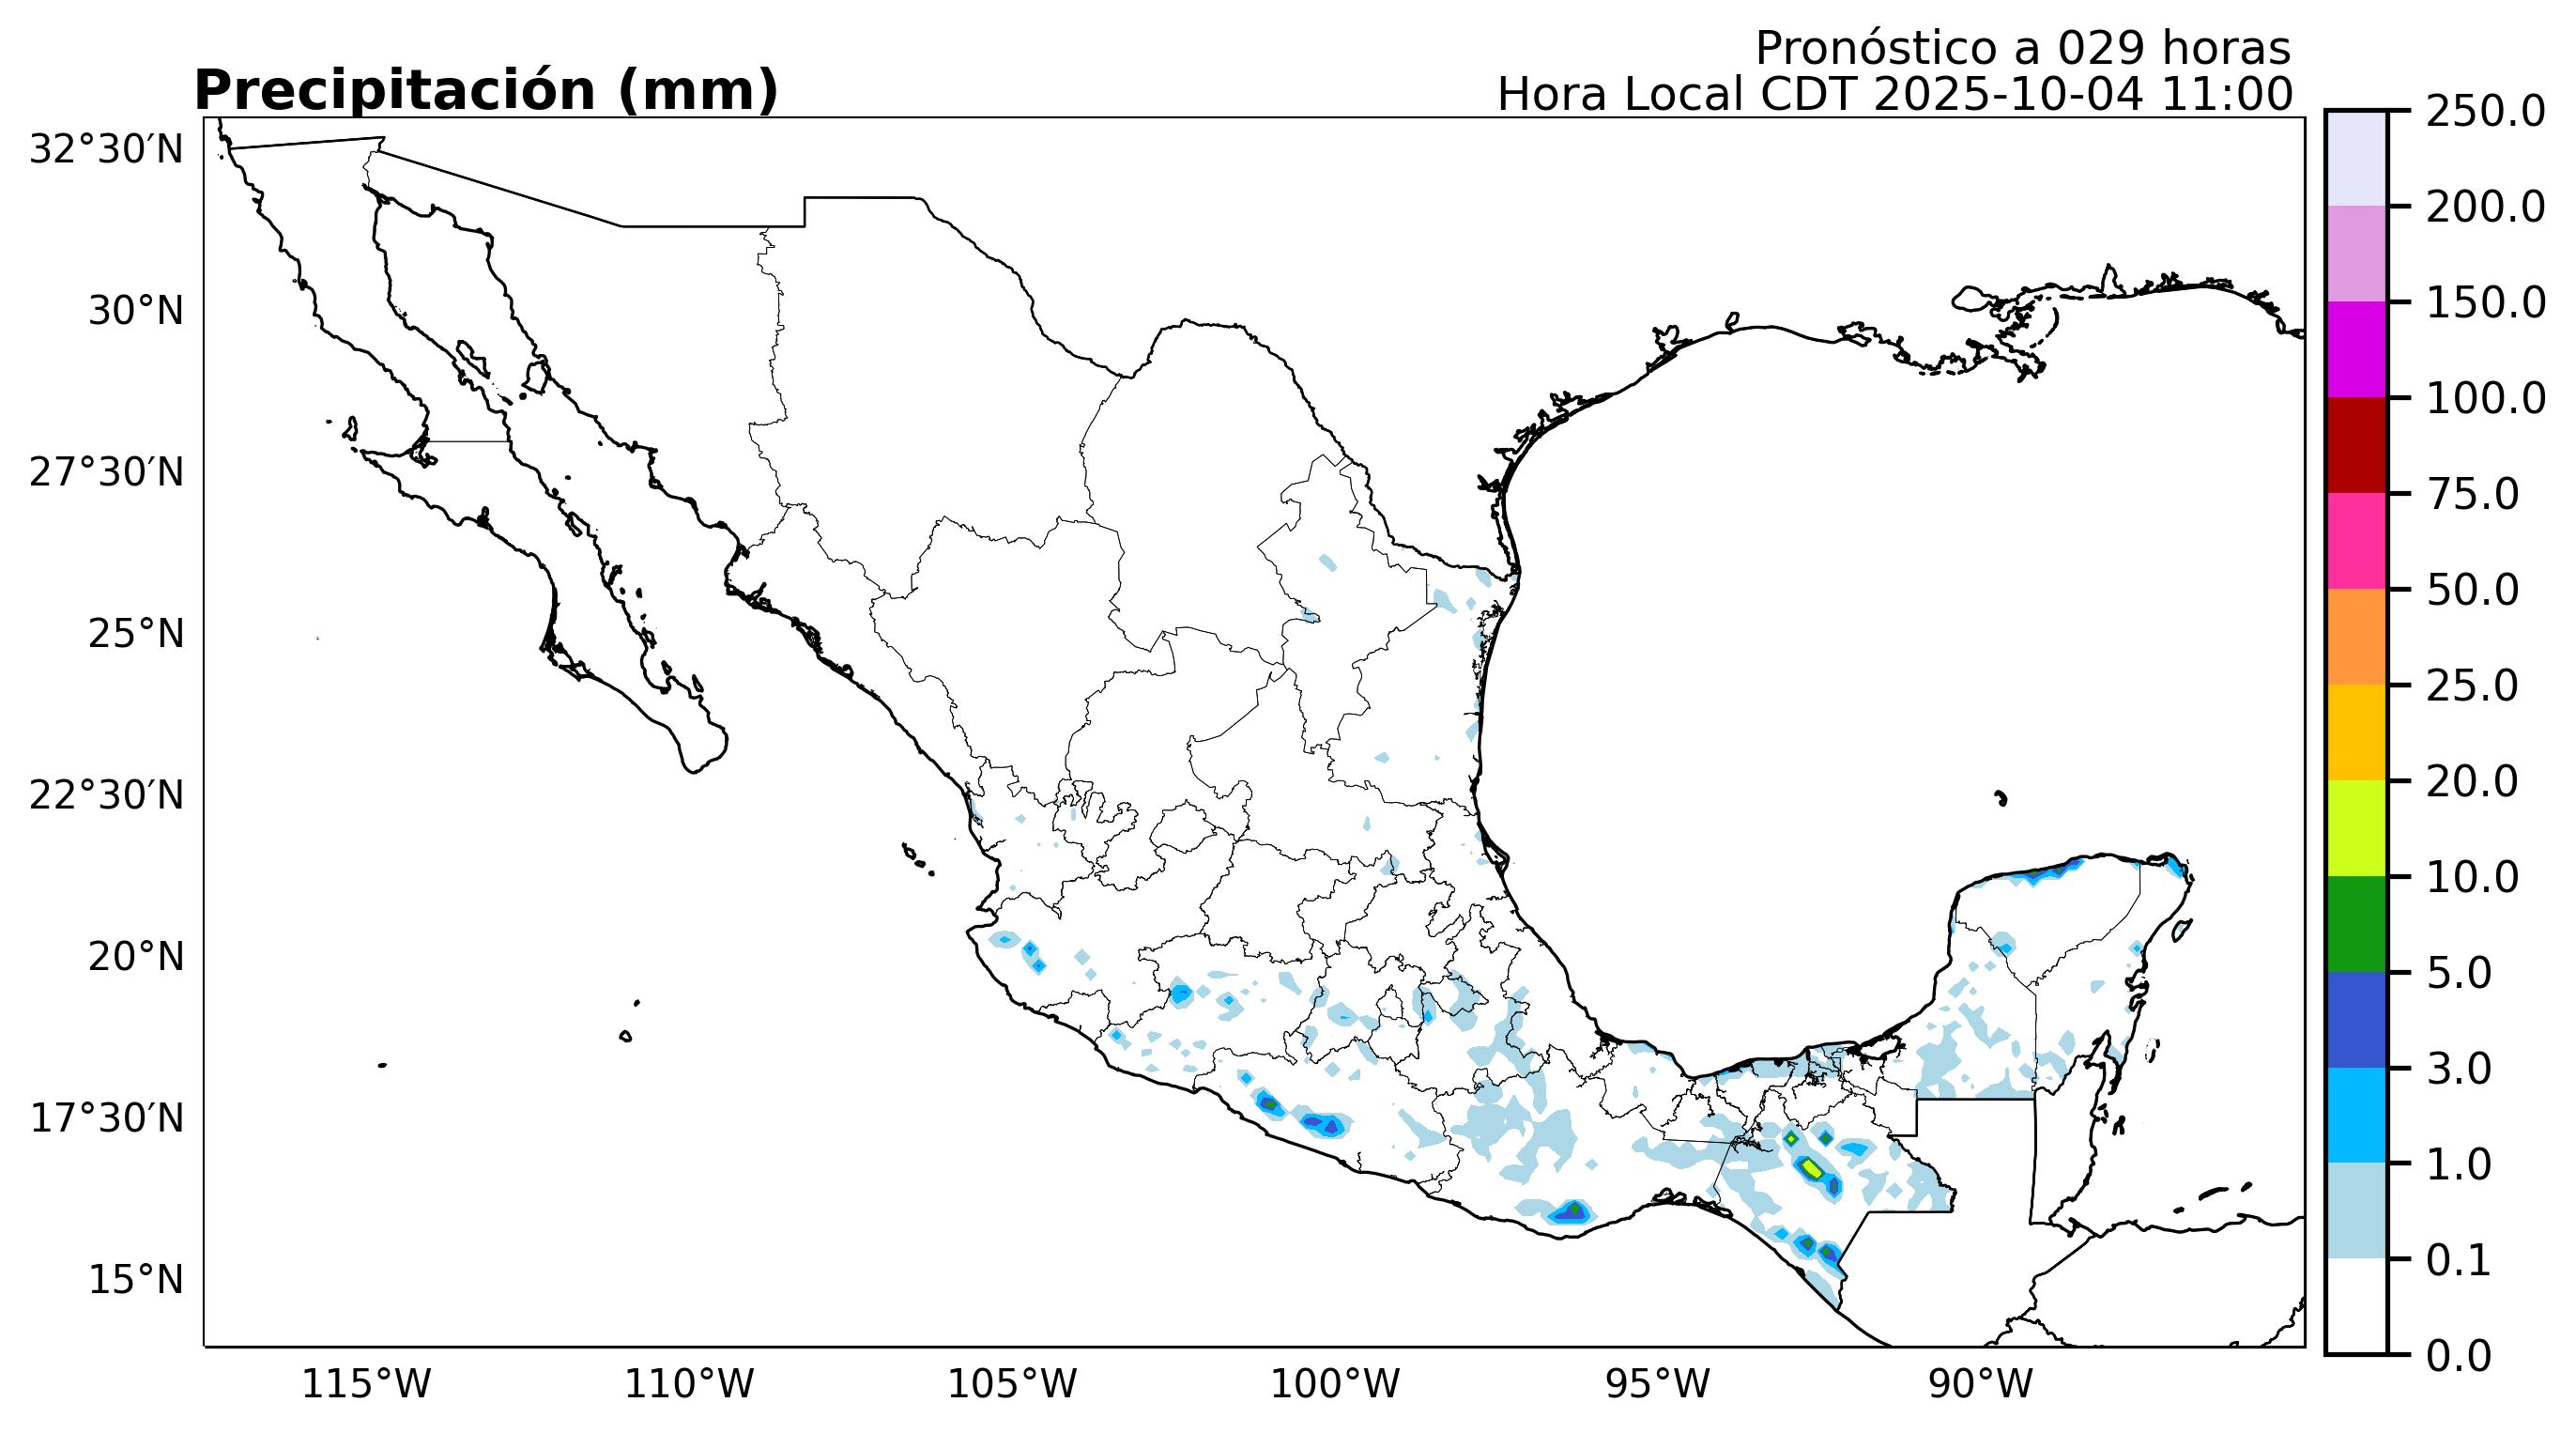 Pronóstico a 029 horas
Precipitación (mm)
Hora Local CDT 2025-10-04 11:00
32°30′N
30°N
27°30′N
25°N
22°30′N
20°N
17°30′N
15°N
115°W
110°W
105°W
100°W
95°W
90°W
250.0
200.0
150.0
100.0
75.0
50.0
25.0
20.0
10.0
5.0
3.0
1.0
0.1
0.0